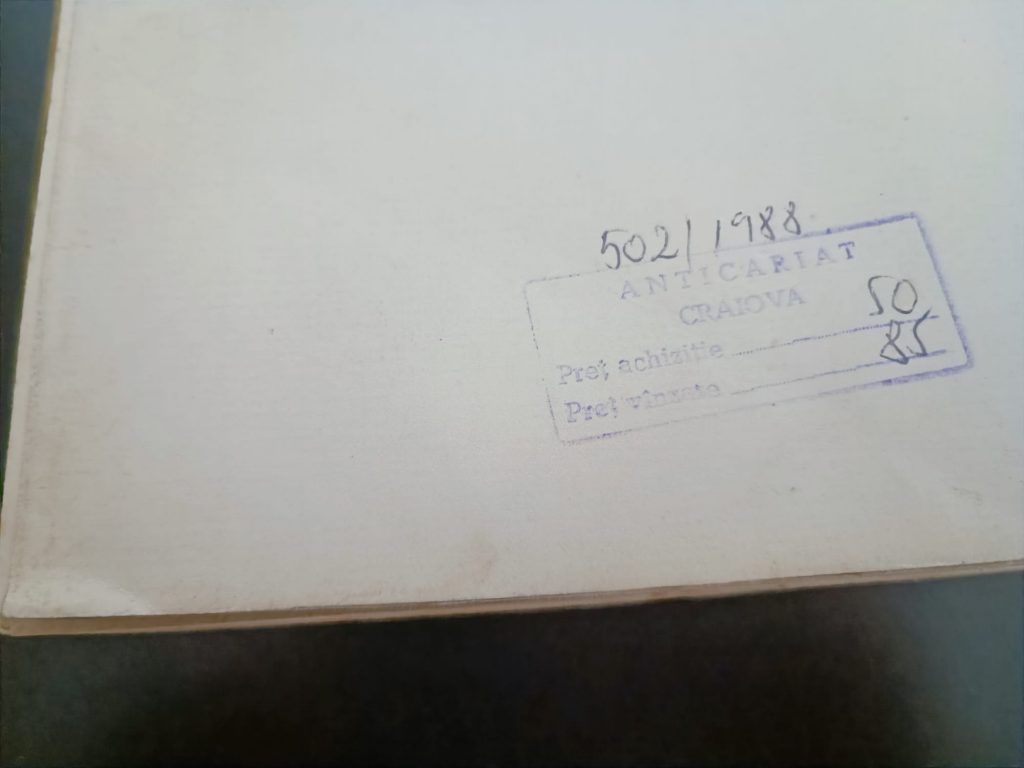 502/1988
ANTICARIAT
CRAIOVA
Preț achiziție 50
Preț vînzare 85